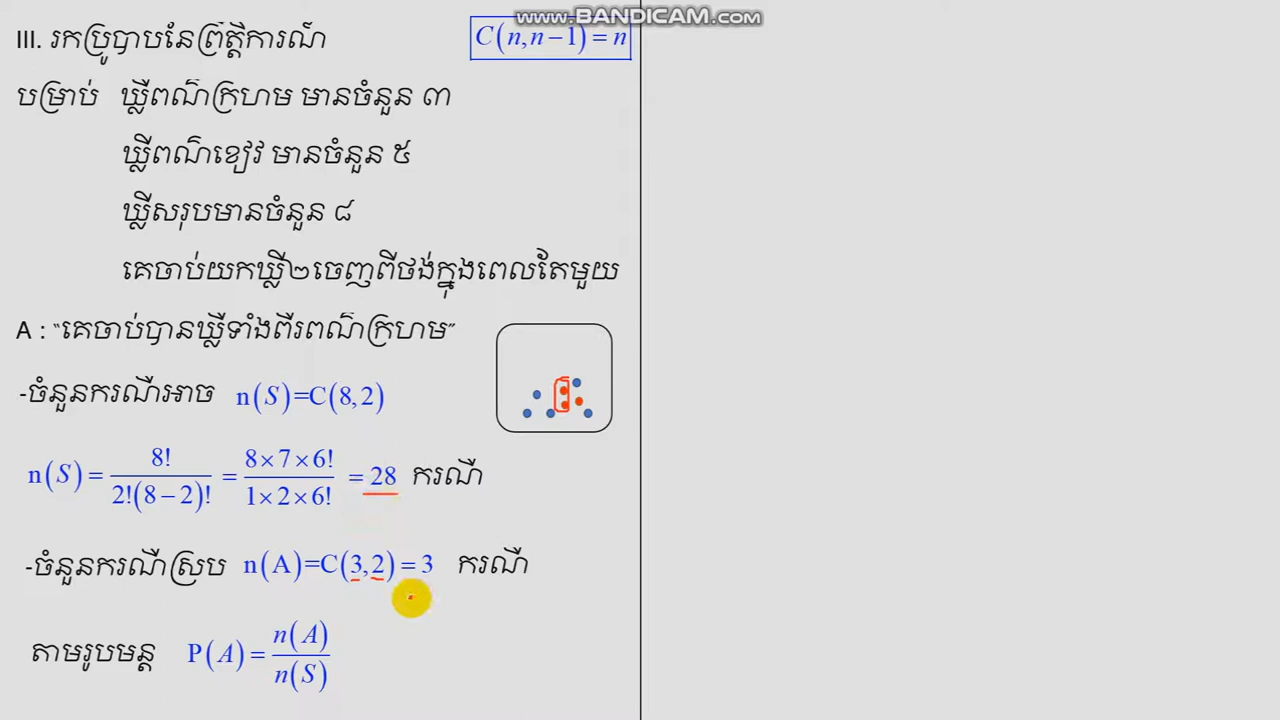 www.BANDICAM.com
III. រកប្រូបាបនៃព្រឹត្តិការណ៍ C(n,n−1)=n
បម្រាប់ ឃ្លីពណ៌ក្រហម មានចំនួន ៣
ឃ្លីពណ៌ខៀវ មានចំនួន ៥
ឃ្លីសរុបមានចំនួន ៨
គេចាប់យកឃ្លី២ចេញពីថង់ក្នុងពេលតែមួយ
A : “គេចាប់បានឃ្លីទាំងពីរពណ៌ក្រហម”
-ចំនួនករណីអាច n(S)=C(8,2)
n(S) = 8!/2!(8−2)! = 8×7×6!/1×2×6! = 28 ករណី
-ចំនួនករណីស្រប n(A)=C(3,2)=3 ករណី
តាមរូបមន្ត P(A) = n(A)/n(S)